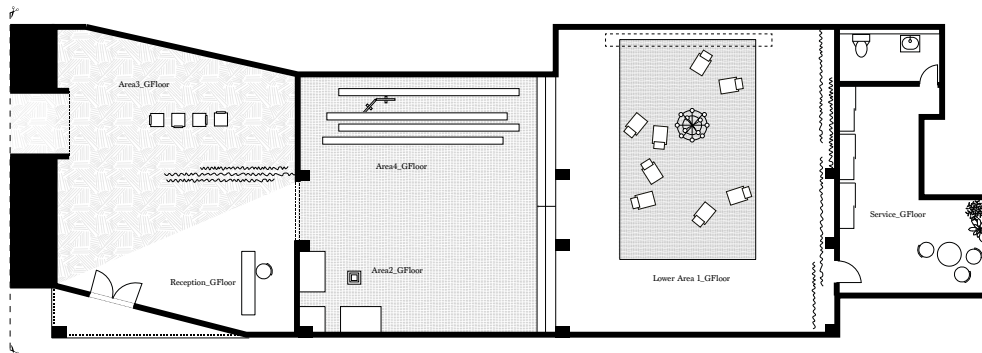 Area3_GFloor
Area4_GFloor
Service_GFloor
Area2_GFloor
Reception_GFloor
Lower Area 1_GFloor